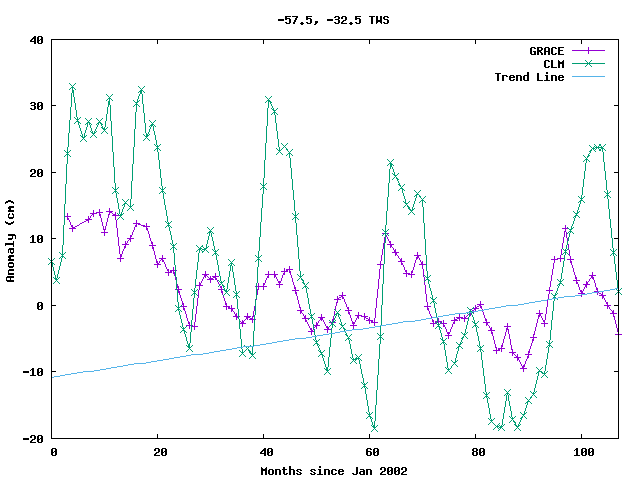 -57.5, -32.5 TWS
GRACE
CLM
Trend Line
40
30
20
10
0
-10
-20
Anomaly (cm)
0 20 40 60 80 100
Months since Jan 2002